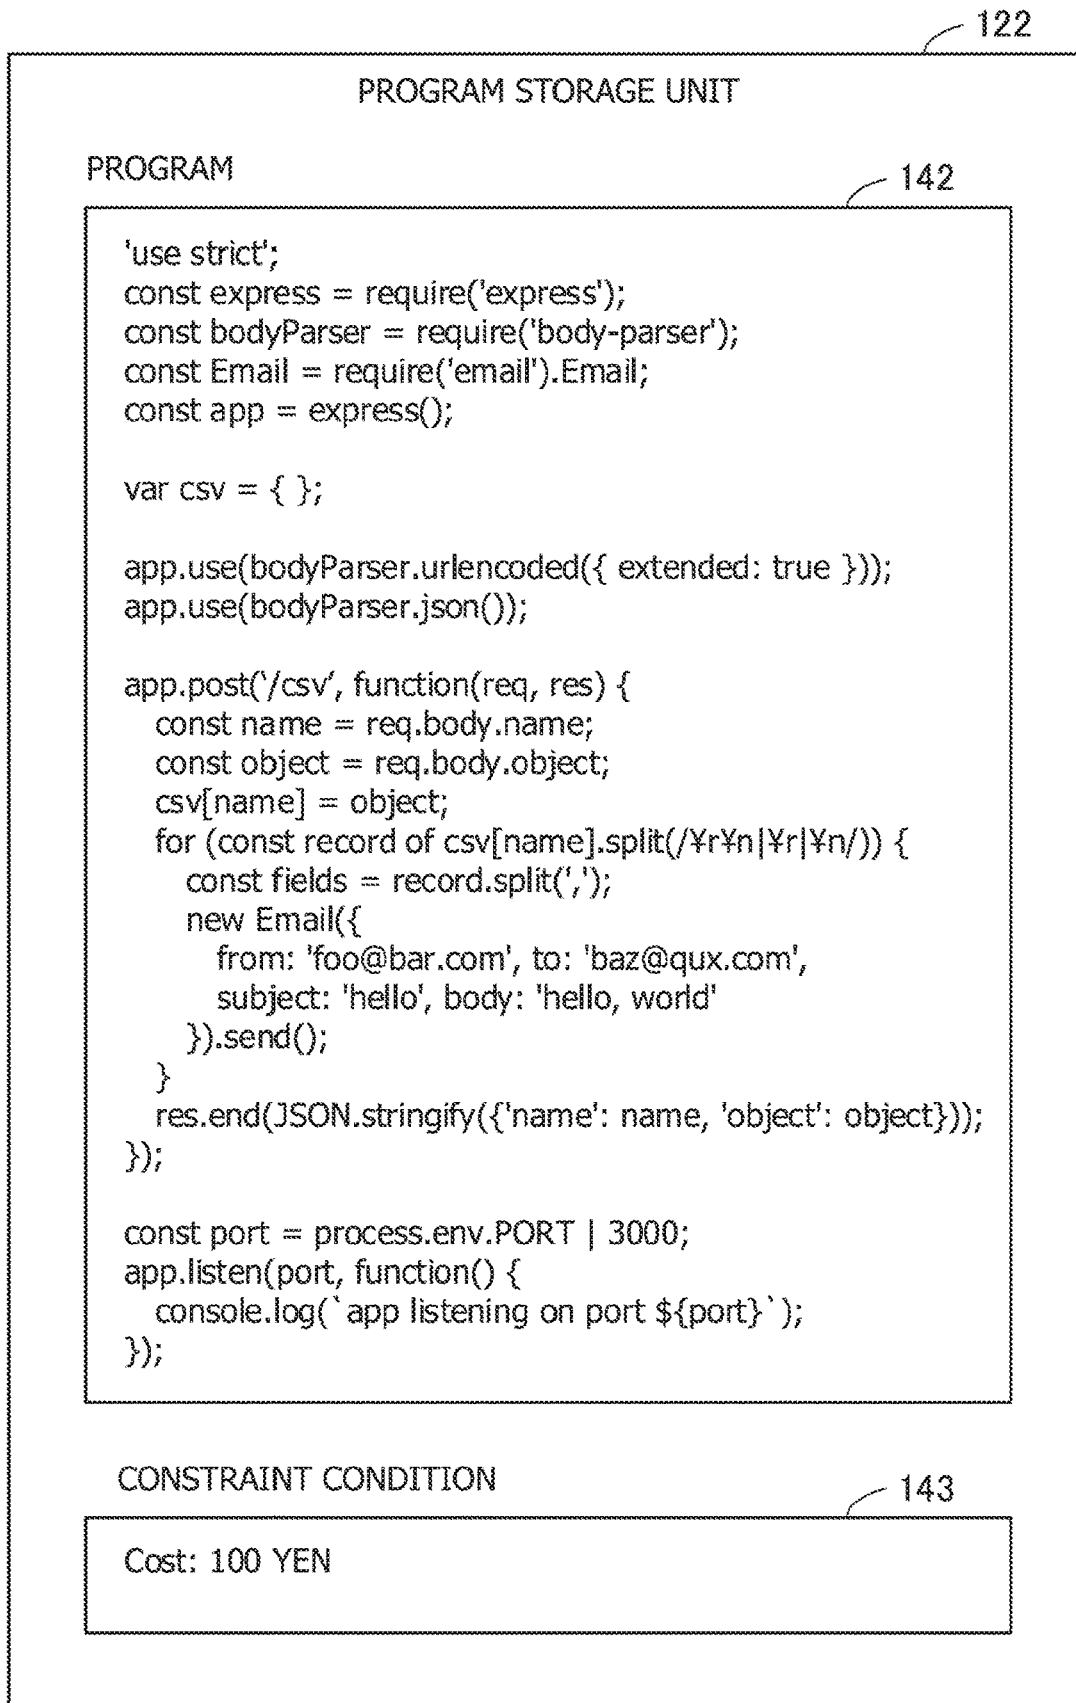 122
PROGRAM STORAGE UNIT
PROGRAM
142
'use strict';
const express = require('express');
const bodyParser = require('body-parser');
const Email = require('email').Email;
const app = express();
var csv = { };
app.use(bodyParser.urlencoded({ extended: true }));
app.use(bodyParser.json());
app.post('/csv', function(req, res) {
  const name = req.body.name;
  const object = req.body.object;
  csv[name] = object;
  for (const record of csv[name].split(/¥r¥n|¥r|¥n/)) {
    const fields = record.split(',');
    new Email({
      from: 'foo@bar.com', to: 'baz@qux.com',
      subject: 'hello', body: 'hello, world'
    }).send();
  }
  res.end(JSON.stringify({'name': name, 'object': object}));
});
const port = process.env.PORT | 3000;
app.listen(port, function() {
  console.log(`app listening on port ${port}`);
});
CONSTRAINT CONDITION
143
Cost: 100 YEN